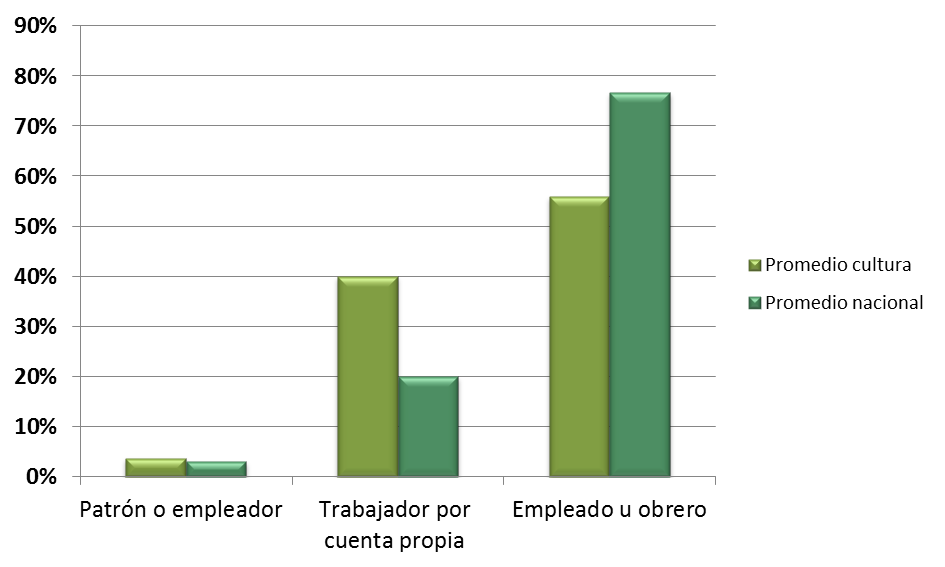 90%
80%
70%
60%
50%
40%
30%
20%
10%
0%
Patrón o empleador
Trabajador por
cuenta propia
Empleado u obrero
Promedio cultura
Promedio nacional